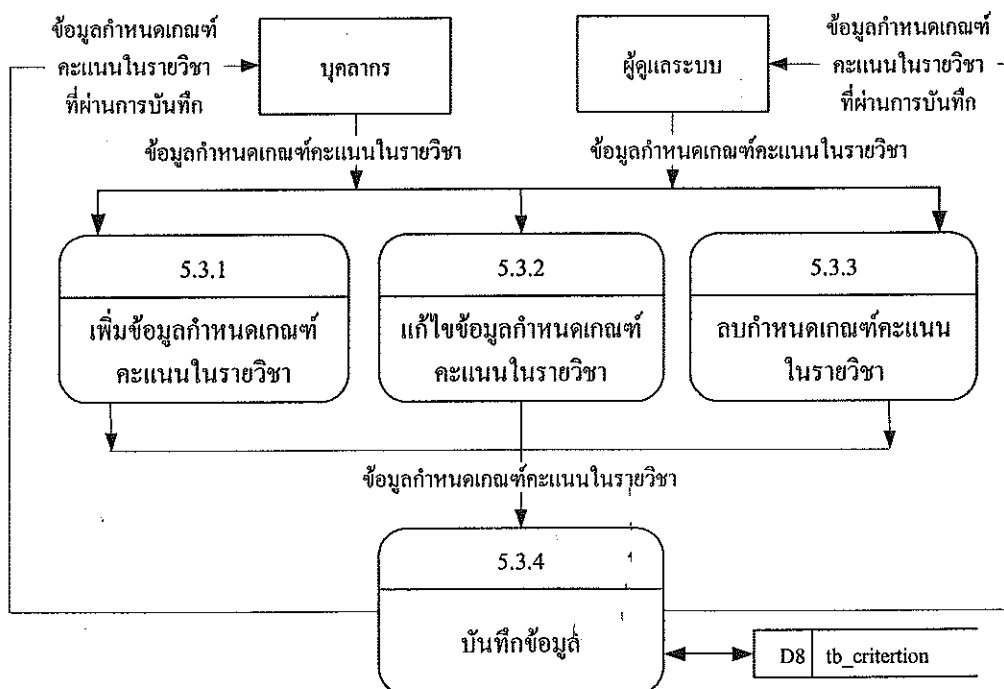 ข้อมูลกำหนดเกณฑ์
คะแนนในรายวิชา
ที่ผ่านการบันทึก
บุคลากร
ผู้ดูแลระบบ
ข้อมูลกำหนดเกณฑ์
คะแนนในรายวิชา
ที่ผ่านการบันทึก
ข้อมูลกำหนดเกณฑ์คะแนนในรายวิชา
ข้อมูลกำหนดเกณฑ์คะแนนในรายวิชา
5.3.1
เพิ่มข้อมูลกำหนดเกณฑ์
คะแนนในรายวิชา
5.3.2
แก้ไขข้อมูลกำหนดเกณฑ์
คะแนนในรายวิชา
5.3.3
ลบกำหนดเกณฑ์คะแนน
ในรายวิชา
ข้อมูลกำหนดเกณฑ์คะแนนในรายวิชา
5.3.4
บันทึกข้อมูล
D8 tb_critertion